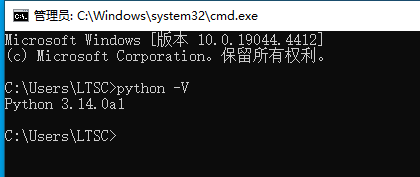 管理员: C:\Windows\system32\cmd.exe
Microsoft Windows [版本 10.0.19044.4412]
(c) Microsoft Corporation。保留所有权利。
C:\Users\LTSC>python -V
Python 3.14.0a1
C:\Users\LTSC>